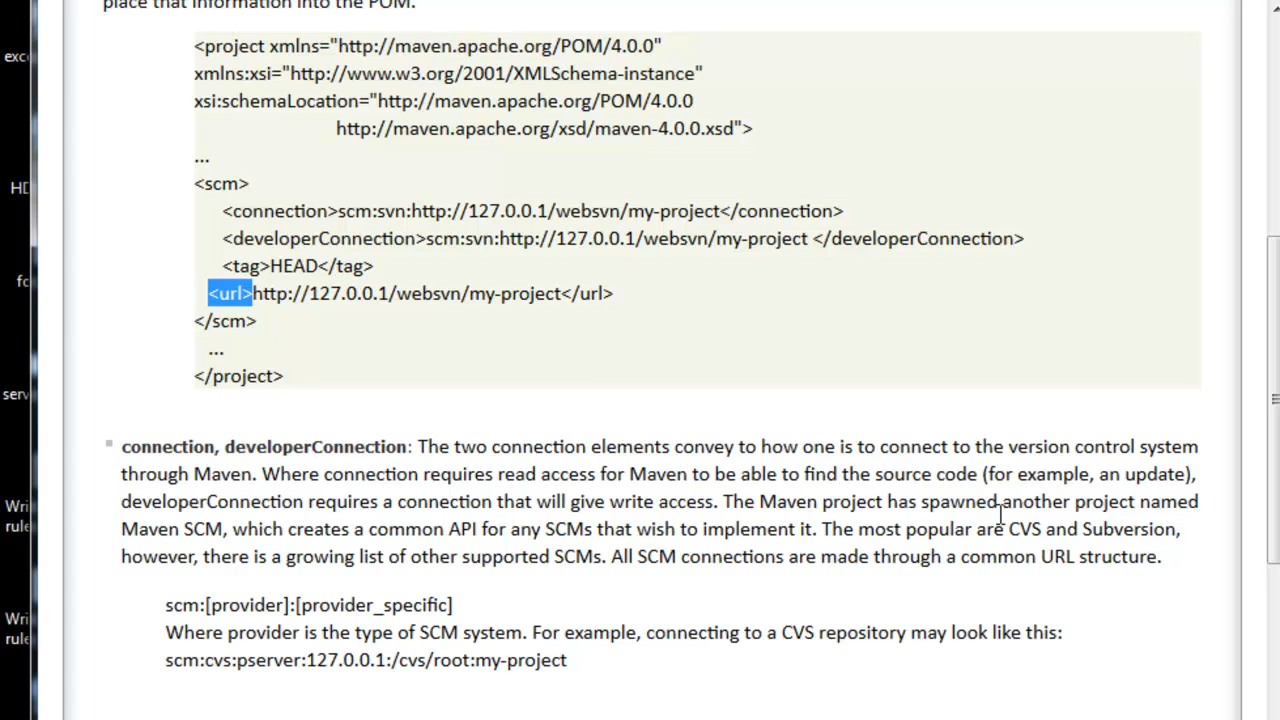 place that information into the POM.
<project xmlns="http://maven.apache.org/POM/4.0.0"
xmlns:xsi="http://www.w3.org/2001/XMLSchema-instance"
xsi:schemaLocation="http://maven.apache.org/POM/4.0.0
http://maven.apache.org/xsd/maven-4.0.0.xsd">
...
<scm>
<connection>scm:svn:http://127.0.0.1/websvn/my-project</connection>
<developerConnection>scm:svn:http://127.0.0.1/websvn/my-project </developerConnection>
<tag>HEAD</tag>
<url>http://127.0.0.1/websvn/my-project</url>
</scm>
...
</project>
connection, developerConnection: The two connection elements convey to how one is to connect to the version control system
through Maven. Where connection requires read access for Maven to be able to find the source code (for example, an update),
developerConnection requires a connection that will give write access. The Maven project has spawned another project named
Maven SCM, which creates a common API for any SCMs that wish to implement it. The most popular are CVS and Subversion,
however, there is a growing list of other supported SCMs. All SCM connections are made through a common URL structure.
scm:[provider]:[provider_specific]
Where provider is the type of SCM system. For example, connecting to a CVS repository may look like this:
scm:cvs:pserver:127.0.0.1:/cvs/root:my-project
exc
HD
fo
serv
Wri
rule
Wri
rule